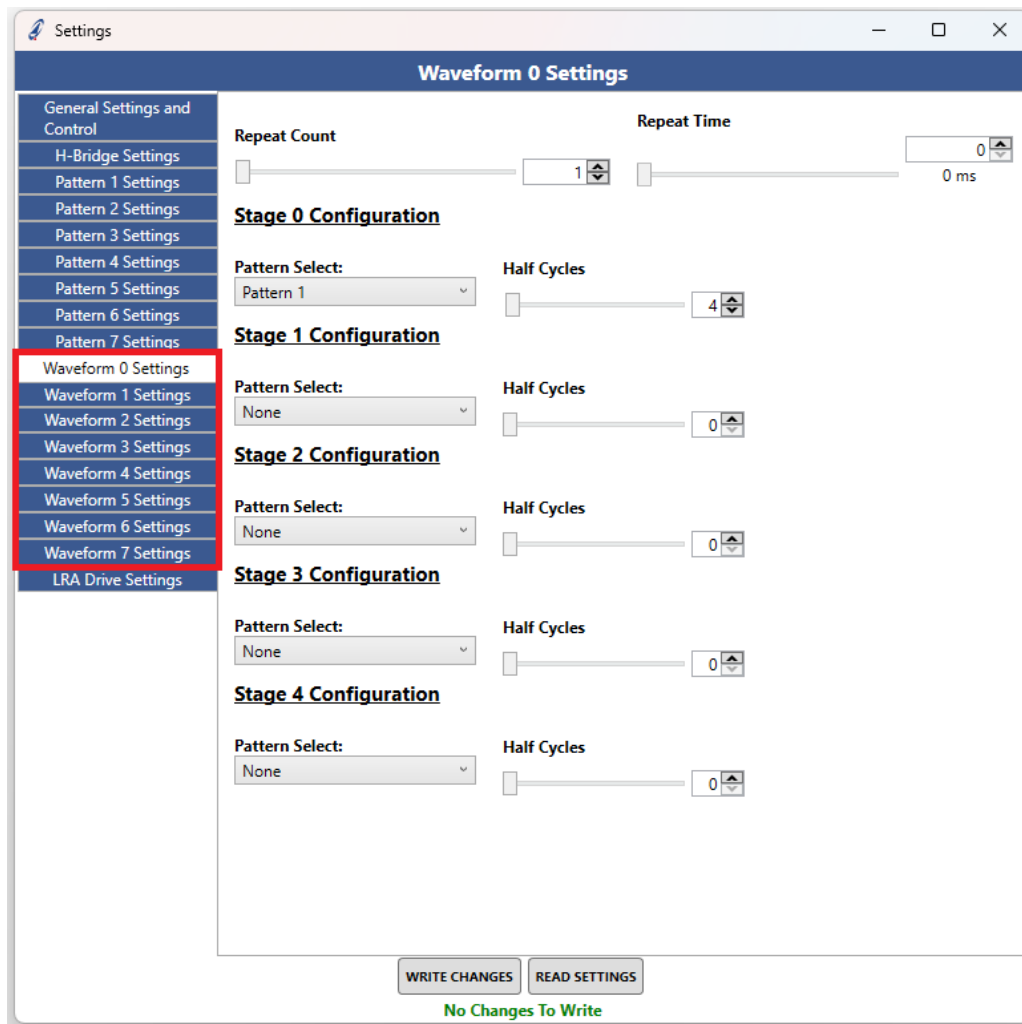 Settings
Waveform 0 Settings
General Settings and
Control
H-Bridge Settings
Pattern 1 Settings
Pattern 2 Settings
Pattern 3 Settings
Pattern 4 Settings
Pattern 5 Settings
Pattern 6 Settings
Pattern 7 Settings
Waveform 0 Settings
Waveform 1 Settings
Waveform 2 Settings
Waveform 3 Settings
Waveform 4 Settings
Waveform 5 Settings
Waveform 6 Settings
Waveform 7 Settings
LRA Drive Settings
Repeat Count
1
Repeat Time
0
0 ms
Stage 0 Configuration
Pattern Select:
Pattern 1
Half Cycles
4
Stage 1 Configuration
Pattern Select:
None
Half Cycles
0
Stage 2 Configuration
Pattern Select:
None
Half Cycles
0
Stage 3 Configuration
Pattern Select:
None
Half Cycles
0
Stage 4 Configuration
Pattern Select:
None
Half Cycles
0
WRITE CHANGES
READ SETTINGS
No Changes To Write